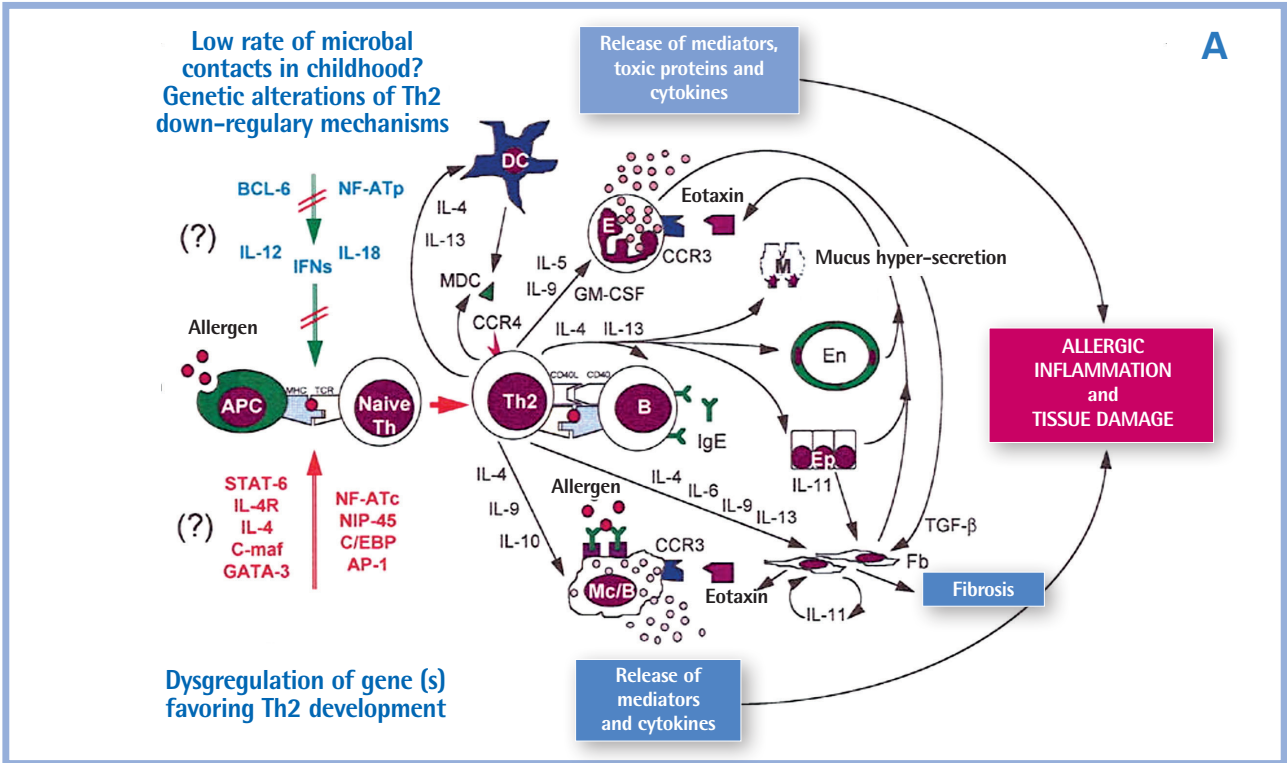 Low rate of microbal
contacts in childhood?
Genetic alterations of Th2
down-regulary mechanisms
Release of mediators,
toxic proteins and
cytokines
A
BCL-6
NF-ATp
(?)
IL-12
IFNs
IL-18
DC
IL-4
IL-13
MDC
CCR4
IL-5
IL-9
GM-CSF
E
Eotaxin
CCR3
M
Mucus hyper-secretion
IL-4
IL-13
En
Allergen
APC
MHC
TCR
Naive
Th
Th2
CD40L
CD40
B
IgE
Ep
IL-11
ALLERGIC
INFLAMMATION
and
TISSUE DAMAGE
(?)
STAT-6
IL-4R
IL-4
C-maf
GATA-3
NF-ATc
NIP-45
C/EBP
AP-1
IL-4
IL-9
IL-10
Allergen
IL-4
IL-6
IL-9
IL-13
CCR3
Mc/B
Eotaxin
TGF-β
Fb
IL-11
Fibrosis
Dysgregulation of gene (s)
favoring Th2 development
Release of
mediators
and cytokines